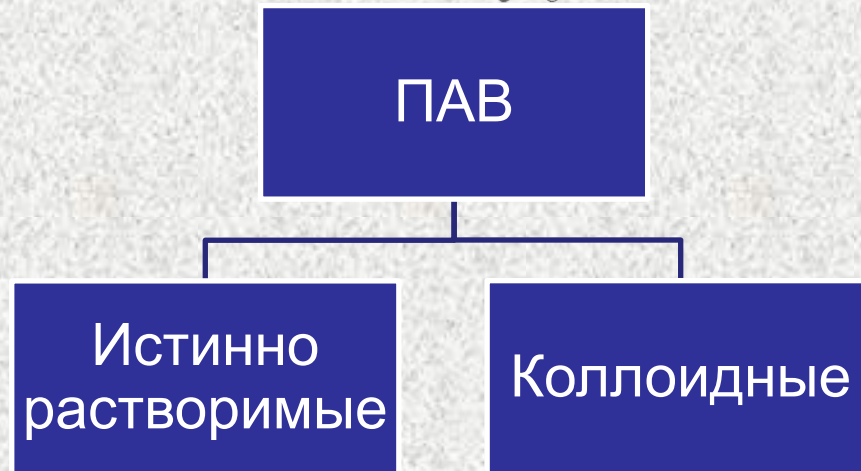 ПАВ
Истинно
растворимые
Коллоидные